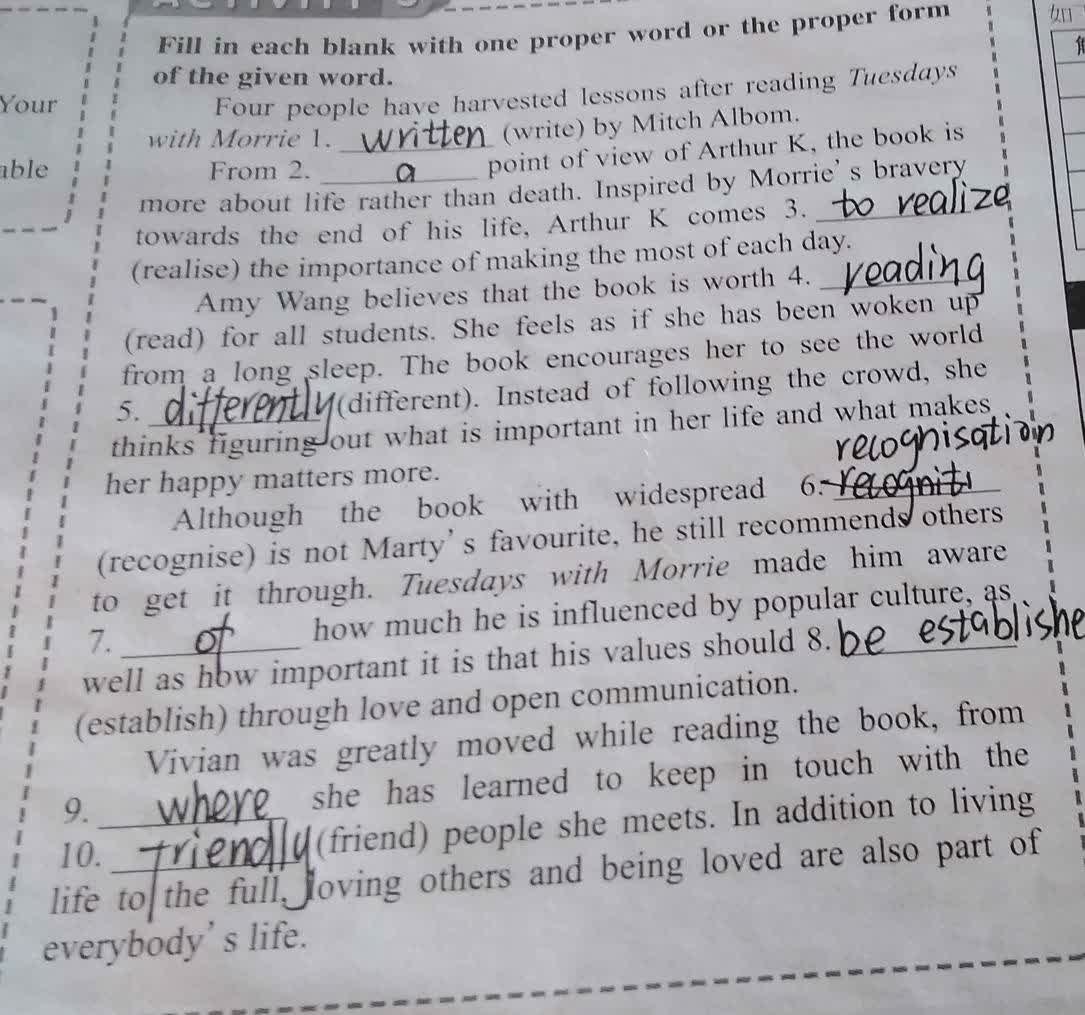 Your
able
Fill in each blank with one proper word or the proper form
of the given word.
Four people have harvested lessons after reading Tuesdays
with Morrie 1. written (write) by Mitch Albom.
From 2. a point of view of Arthur K, the book is
more about life rather than death. Inspired by Morrie's bravery
towards the end of his life, Arthur K comes 3. to realize
(realise) the importance of making the most of each day.
Amy Wang believes that the book is worth 4. reading
(read) for all students. She feels as if she has been woken up
from a long sleep. The book encourages her to see the world
5. differently (different). Instead of following the crowd, she
thinks figuring out what is important in her life and what makes
her happy matters more.
recognisation
Although the book with widespread 6. recogniti
(recognise) is not Marty's favourite, he still recommends others
to get it through. Tuesdays with Morrie made him aware
7. of how much he is influenced by popular culture, as
well as how important it is that his values should 8. be establishe
(establish) through love and open communication.
Vivian was greatly moved while reading the book, from
9. where she has learned to keep in touch with the
10. friendly (friend) people she meets. In addition to living
life to the full, loving others and being loved are also part of
everybody's life.